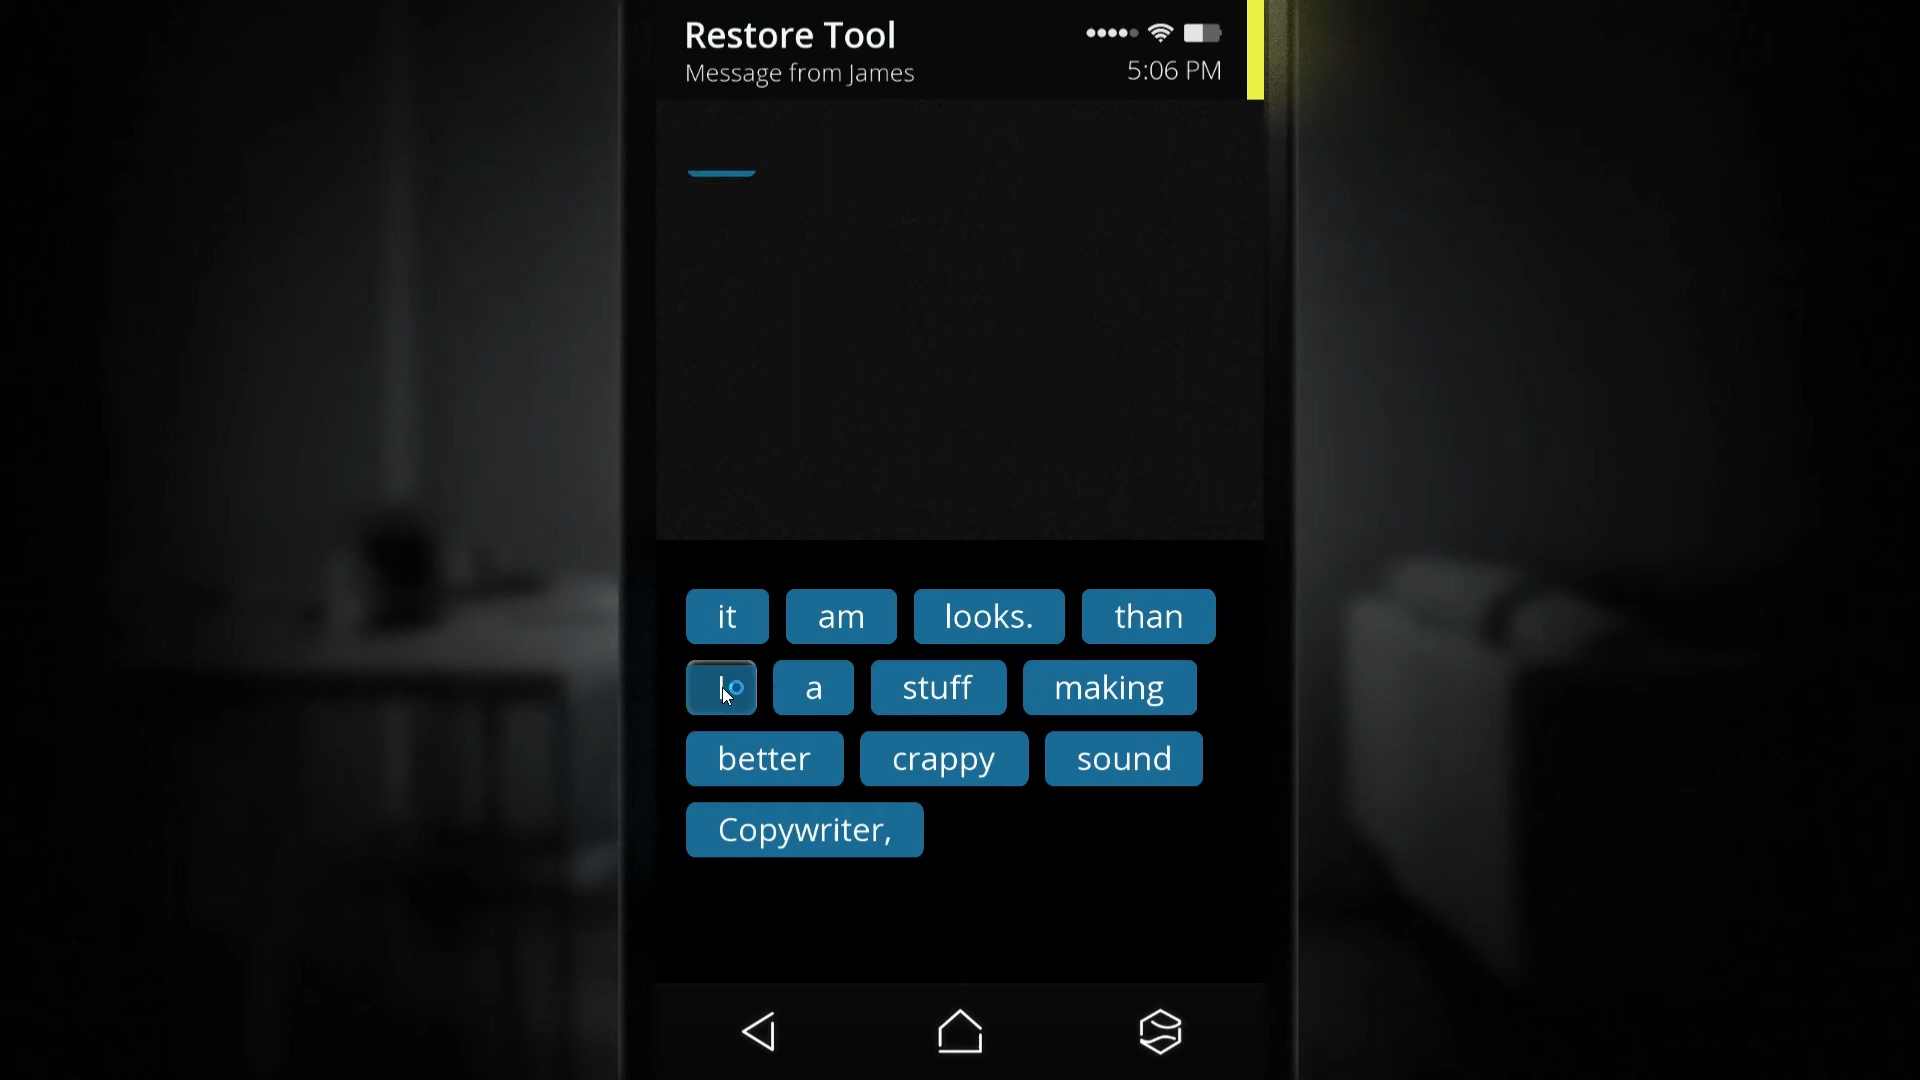 Restore Tool
Message from James
5:06 PM
it am looks. than
I a stuff making
better crappy sound
Copywriter,